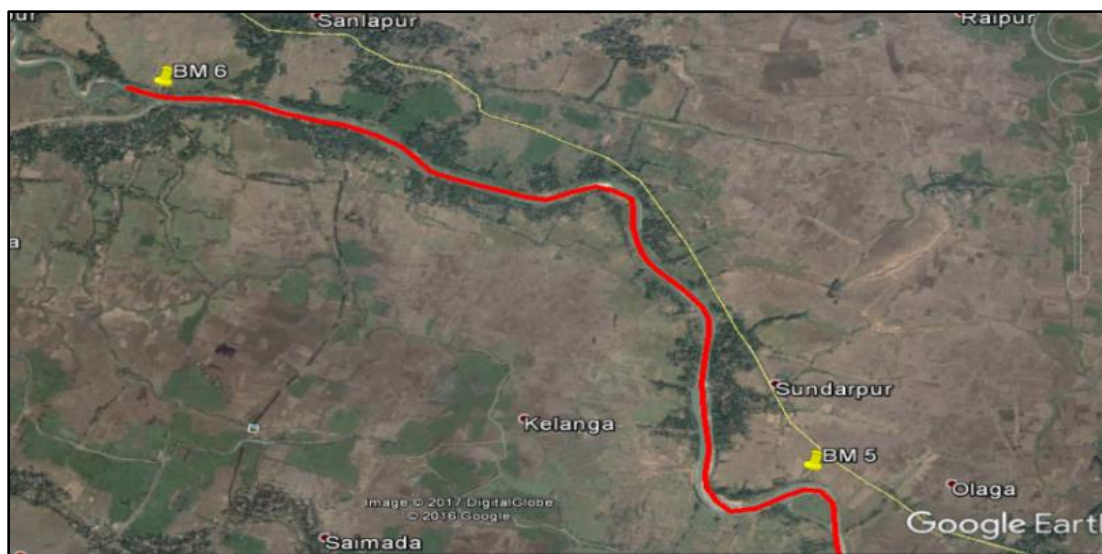 Sanlapur
Raipur
BM 6
Sundarpur
Kelanga
BM 5
Olaga
Image © 2017 DigitalGlobe
© 2016 Google
Google Earth
Saimada